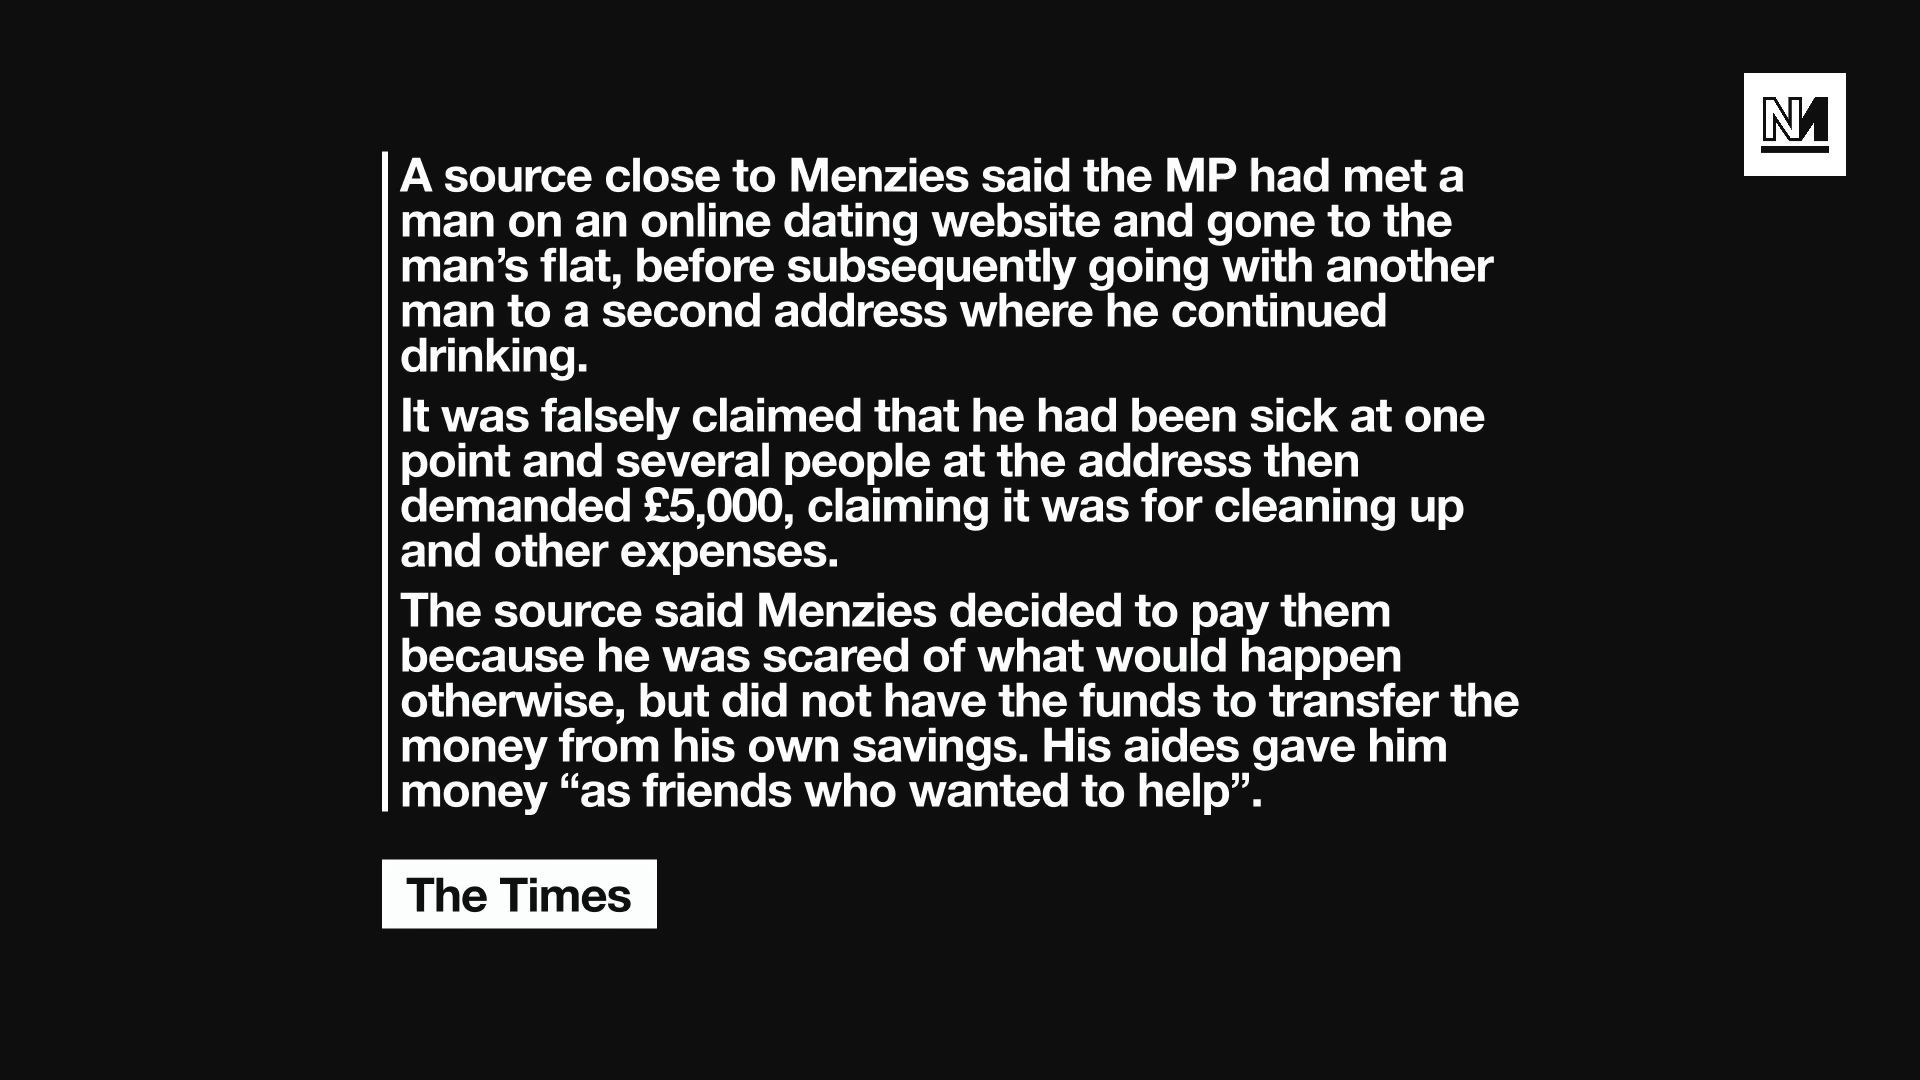 A source close to Menzies said the MP had met a
man on an online dating website and gone to the
man’s flat, before subsequently going with another
man to a second address where he continued
drinking.
It was falsely claimed that he had been sick at one
point and several people at the address then
demanded £5,000, claiming it was for cleaning up
and other expenses.
The source said Menzies decided to pay them
because he was scared of what would happen
otherwise, but did not have the funds to transfer the
money from his own savings. His aides gave him
money “as friends who wanted to help”.
The Times